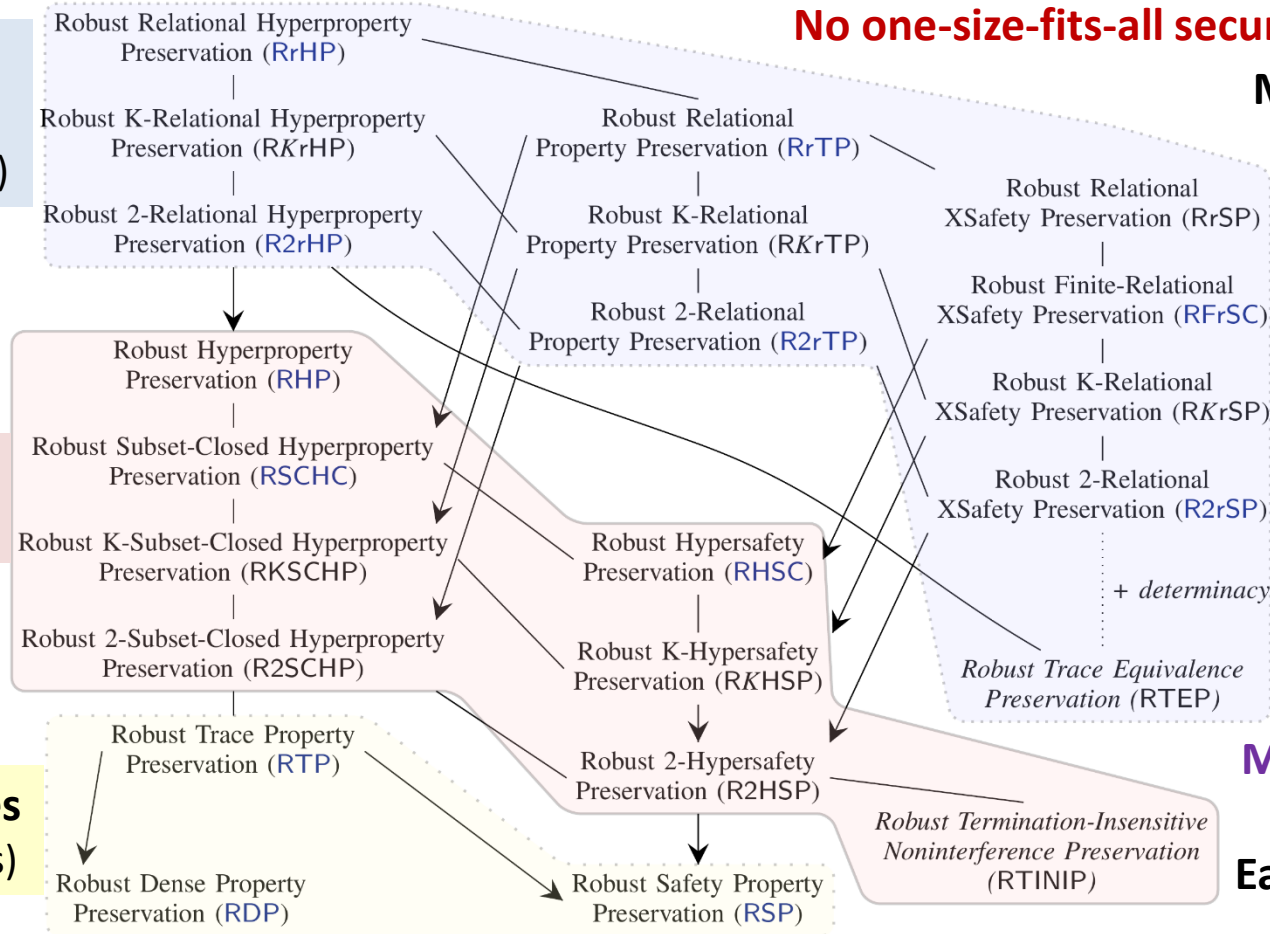 No one-size-fits-all secur
Robust Relational Hyperproperty
Preservation (RrHP)
Robust K-Relational Hyperproperty
Preservation (RKrHP)
)
Robust 2-Relational Hyperproperty
Preservation (R2rHP)
Robust Relational
Property Preservation (RrTP)
Robust K-Relational
Property Preservation (RKrTP)
Robust 2-Relational
Property Preservation (R2rTP)
Robust Relational
XSafety Preservation (RrSP)
Robust Finite-Relational
XSafety Preservation (RFrSC)
Robust K-Relational
XSafety Preservation (RKrSP)
Robust 2-Relational
XSafety Preservation (R2rSP)
+ determinacy
Robust Trace Equivalence
Preservation (RTEP)
Robust Hyperproperty
Preservation (RHP)
Robust Subset-Closed Hyperproperty
Preservation (RSCHC)
Robust K-Subset-Closed Hyperproperty
Preservation (RKSCHP)
Robust 2-Subset-Closed Hyperproperty
Preservation (R2SCHP)
Robust Hypersafety
Preservation (RHSC)
Robust K-Hypersafety
Preservation (RKHSP)
Robust 2-Hypersafety
Preservation (R2HSP)
Robust Termination-Insensitive
Noninterference Preservation
(RTINIP)
Robust Trace Property
Preservation (RTP)
es
s)
Robust Dense Property
Preservation (RDP)
Robust Safety Property
Preservation (RSP)
M
Ea